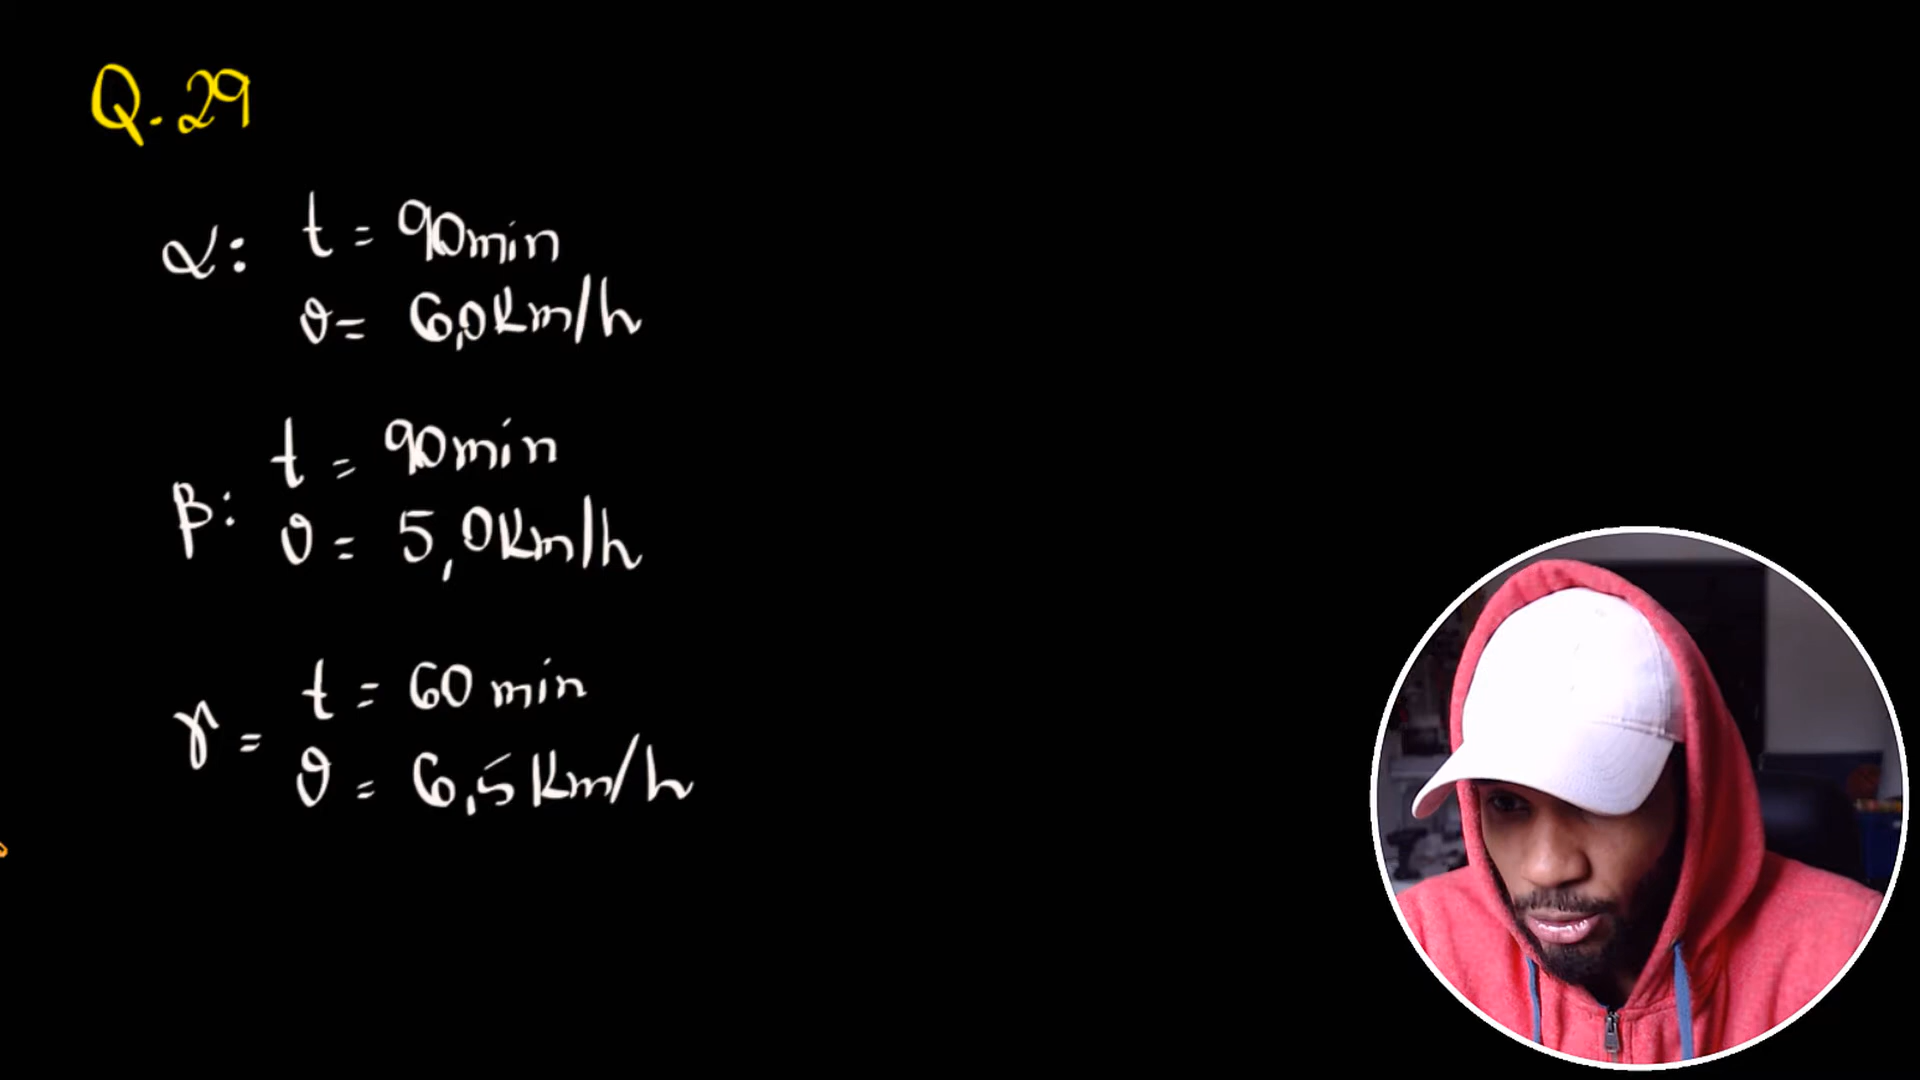 Q. 29
α: t = 90min
v = 6,0Km/h
β: t = 90min
v = 5,0Km/h
γ = t = 60 min
v = 6,5Km/h